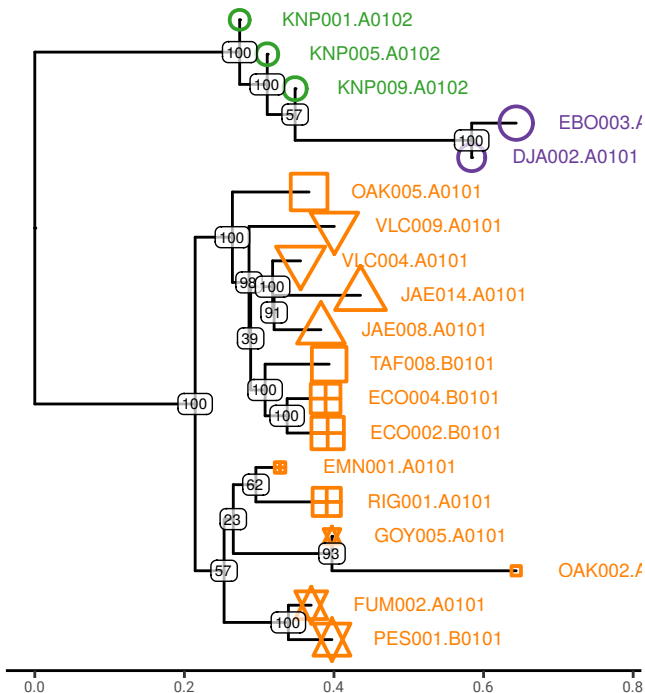 KNP001.A0102
100
KNP005.A0102
100
KNP009.A0102
57
EBO003.A
100
DJA002.A0101
OAK005.A0101
VLC009.A0101
100
VLC004.A0101
98
100
JAE014.A0101
91
JAE008.A0101
39
TAF008.B0101
100
ECO004.B0101
100
100
ECO002.B0101
EMN001.A0101
62
RIG001.A0101
23
GOY005.A0101
93
57
OAK002.A
FUM002.A0101
100
PES001.B0101
0.0 0.2 0.4 0.6 0.8